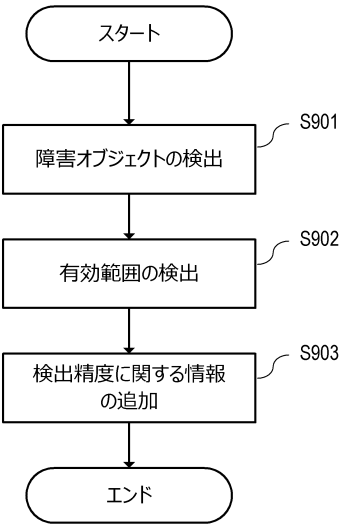 スタート
S901
障害オブジェクトの検出
S902
有効範囲の検出
S903
検出精度に関する情報
の追加
エンド